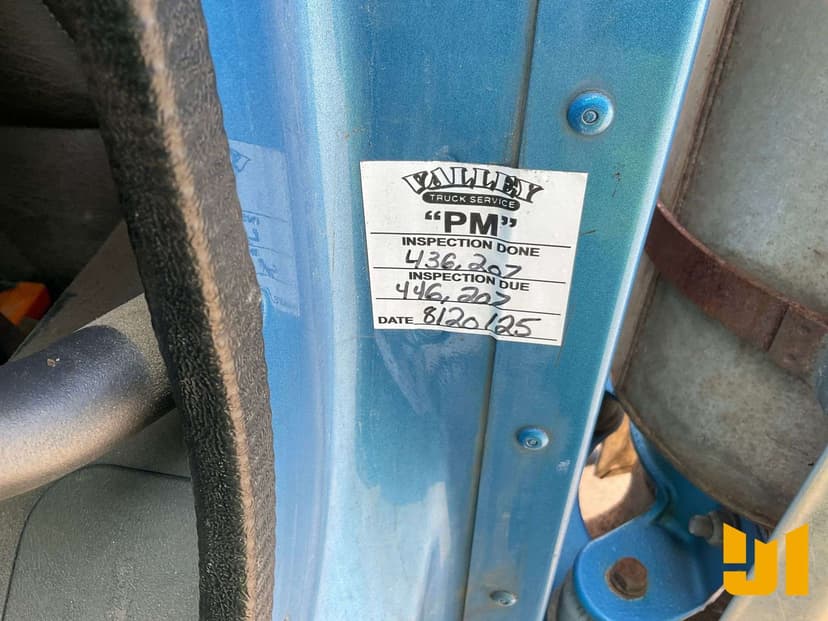 VALLEY
TRUCK SERVICE
"PM"
INSPECTION DONE
436,207
INSPECTION DUE
446,207
DATE 8/20/25